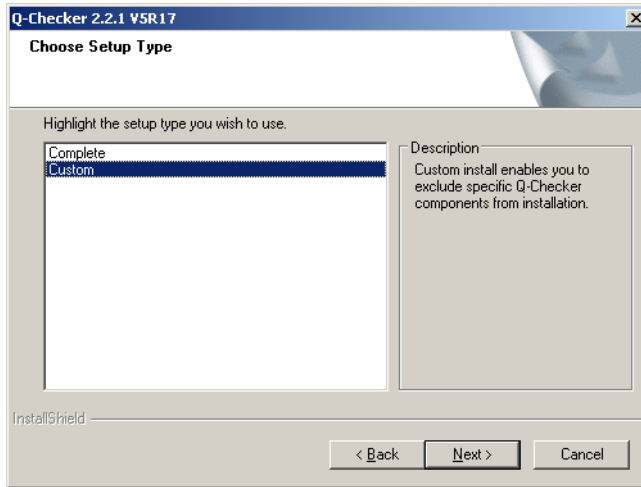 Q-Checker 2.2.1 V5R17
Choose Setup Type
Highlight the setup type you wish to use.
Complete
Custom
Description
Custom install enables you to
exclude specific Q-Checker
components from installation.
InstallShield
< Back
Next >
Cancel